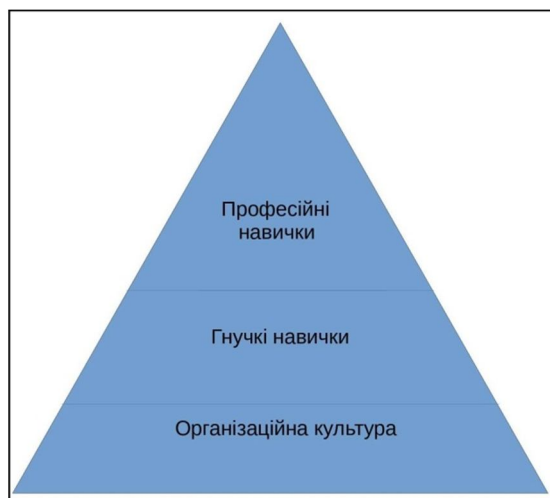 Професійні
навички
Гнучкі навички
Організаційна культура